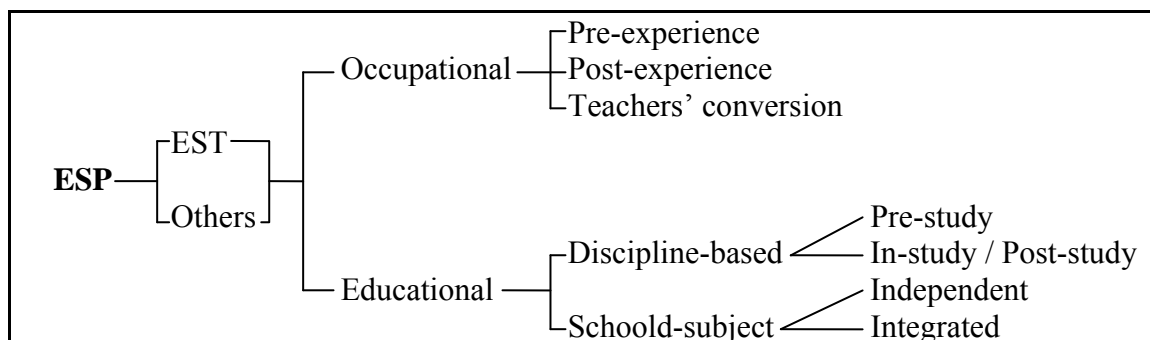 Pre-experience
Occupational Post-experience
Teachers’ conversion
EST
ESP
Others
Pre-study
Discipline-based In-study / Post-study
Educational Independent
Schoold-subject Integrated